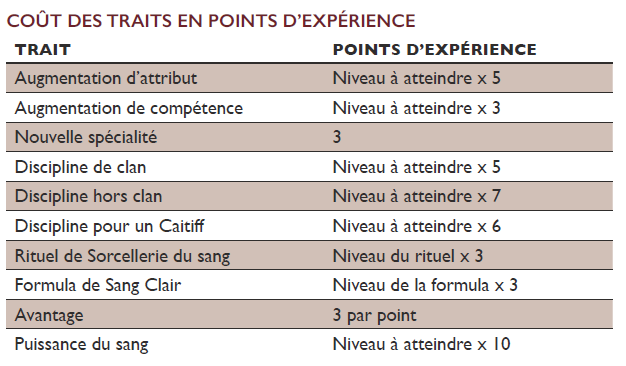 COÛT DES TRAITS EN POINTS D'EXPÉRIENCE
TRAIT POINTS D'EXPÉRIENCE
Augmentation d'attribut Niveau à atteindre x 5
Augmentation de compétence Niveau à atteindre x 3
Nouvelle spécialité 3
Discipline de clan Niveau à atteindre x 5
Discipline hors clan Niveau à atteindre x 7
Discipline pour un Caitiff Niveau à atteindre x 6
Rituel de Sorcellerie du sang Niveau du rituel x 3
Formula de Sang Clair Niveau de la formula x 3
Avantage 3 par point
Puissance du sang Niveau à atteindre x 10